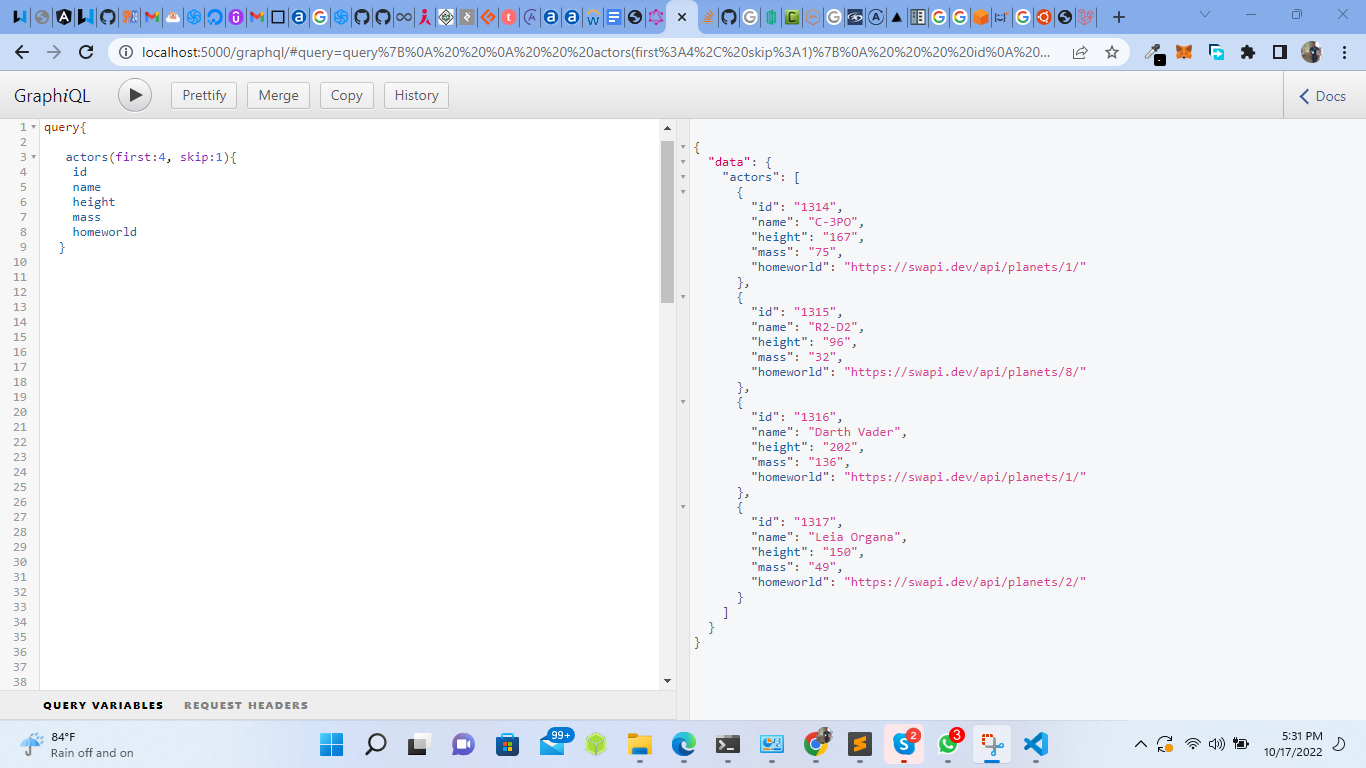 localhost:5000/graphql/#query=query%7B%0A%20%20%0A%20%20%20actors(first%3A4%2C%20skip%3A1)%7B%0A%20%20%20%20id%0A%20...
GraphiQL
Prettify
Merge
Copy
History
Docs
1 query{
2
3 actors(first:4, skip:1){
4 id
5 name
6 height
7 mass
8 homeworld
9 }
10
11
12
13
14
15
16
17
18
19
20
21
22
23
24
25
26
27
28
29
30
31
32
33
34
35
36
37
38
{
"data": {
"actors": [
{
"id": "1314",
"name": "C-3PO",
"height": "167",
"mass": "75",
"homeworld": "https://swapi.dev/api/planets/1/"
},
{
"id": "1315",
"name": "R2-D2",
"height": "96",
"mass": "32",
"homeworld": "https://swapi.dev/api/planets/8/"
},
{
"id": "1316",
"name": "Darth Vader",
"height": "202",
"mass": "136",
"homeworld": "https://swapi.dev/api/planets/1/"
},
{
"id": "1317",
"name": "Leia Organa",
"height": "150",
"mass": "49",
"homeworld": "https://swapi.dev/api/planets/2/"
}
]
}
}
QUERY VARIABLES
REQUEST HEADERS
84°F
Rain off and on
99+
2
3
5:31 PM
10/17/2022